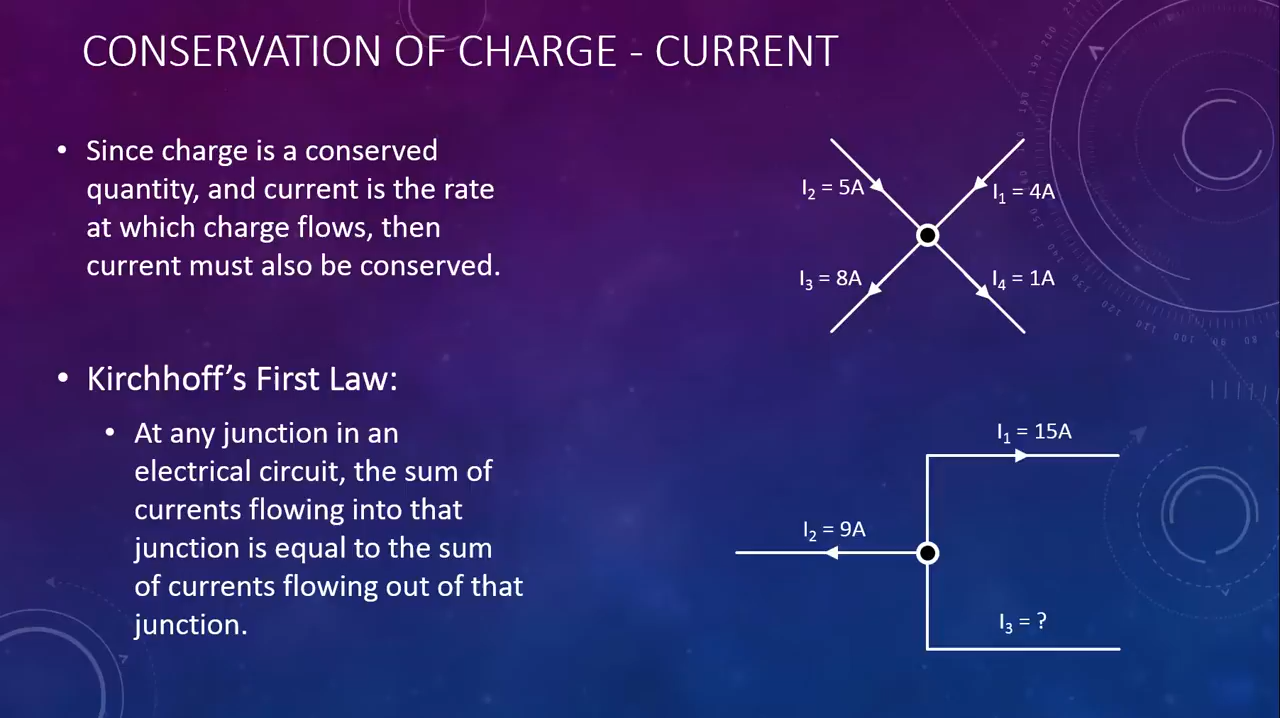 CONSERVATION OF CHARGE - CURRENT
• Since charge is a conserved
quantity, and current is the rate
at which charge flows, then
current must also be conserved.
• Kirchhoff's First Law:
• At any junction in an
electrical circuit, the sum of
currents flowing into that
junction is equal to the sum
of currents flowing out of that
junction.
I₂ = 5A
I₁ = 4A
I₃ = 8A
I₄ = 1A
I₁ = 15A
I₂ = 9A
I₃ = ?